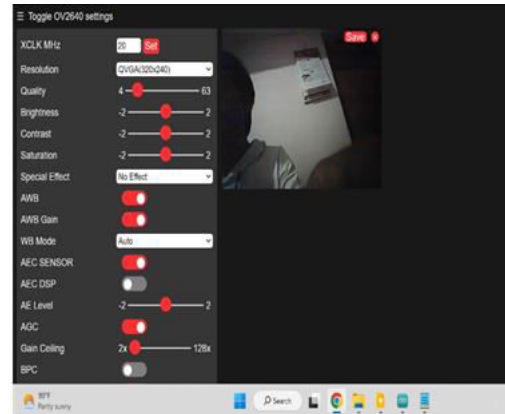 ☰ Toggle OV2640 settings
XCLK MHz 20 Set
Resolution QVGA(320x240)
Quality 4 63
Brightness -2 2
Contrast -2 2
Saturation -2 2
Special Effect No Effect
AWB
AWB Gain
WB Mode Auto
AEC SENSOR
AEC DSP
AE Level -2 2
AGC
Gain Ceiling 2x 128x
BPC
Save ×
90°F
Partly sunny
Search